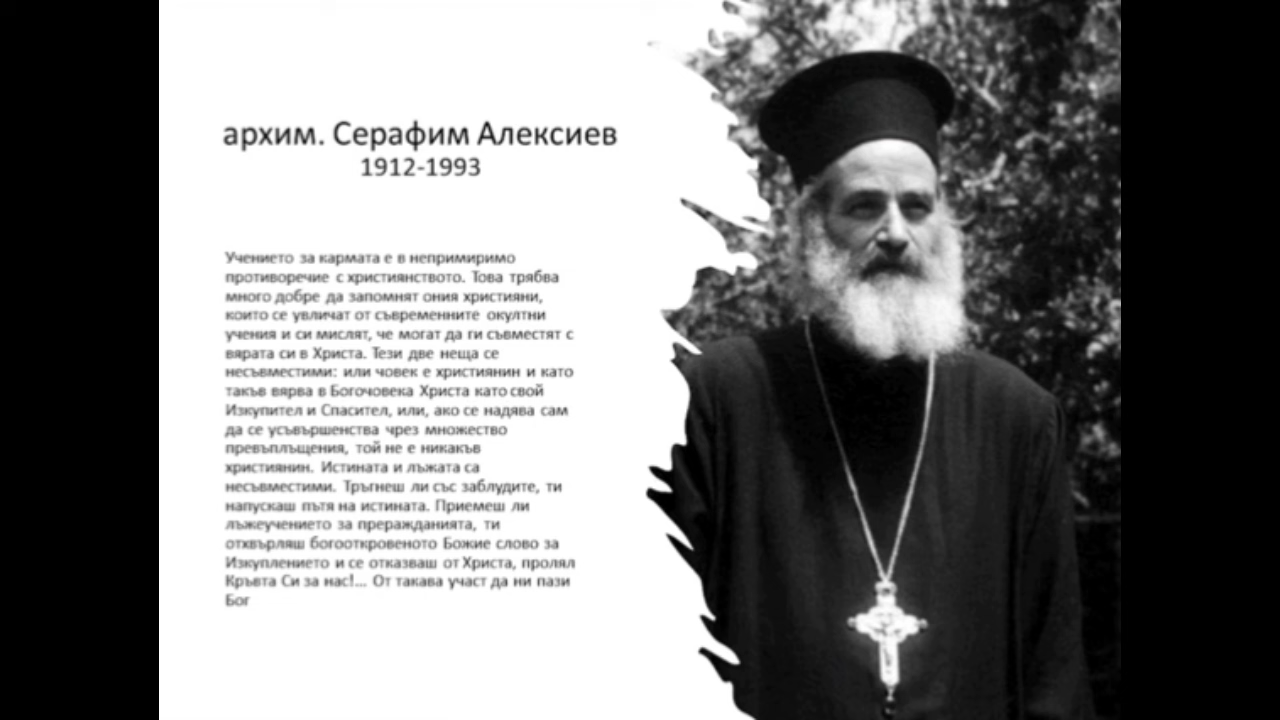 архим. Серафим Алексиев
1912-1993
Учението за кармата е в непримиримо
противоречие с християнството. Това трябва
много добре да запомнят ония християни,
които се увличат от съвременните окултни
учения и си мислят, че могат да ги съвместят с
вярата си в Христа. Тези две неща се
несъвместими: или човек е християнин и като
такъв вярва в Богочовека Христа като свой
Изкупител и Спасител, или, ако се надява сам
да се усъвършенства чрез множество
превъплъщения, той не е никакъв
християнин. Истината и лъжата са
несъвместими. Тръгнеш ли със заблудите, ти
напускаш пътя на истината. Приемеш ли
лъжеучението за преражданията, ти
отхвърляш богооткровеното Божие слово за
Изкуплението и се отказваш от Христа, пролял
Кръвта Си за нас!... От такава участ да ни пази
Бог